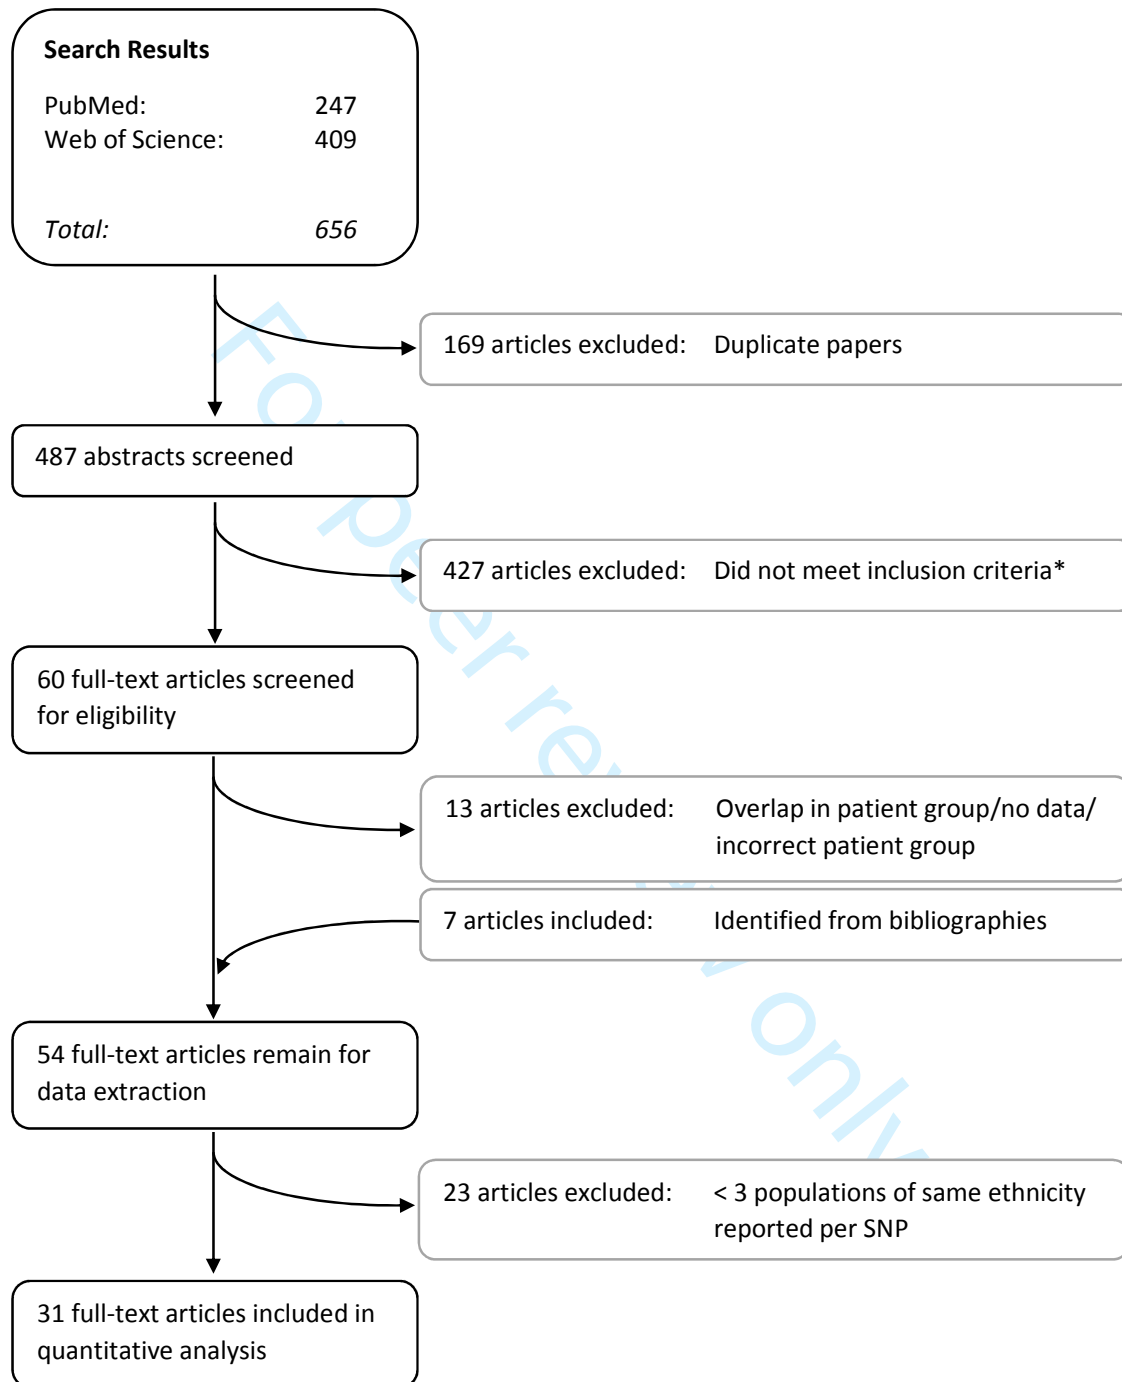 Search Results
PubMed: 247
Web of Science: 409
Total: 656
169 articles excluded: Duplicate papers
487 abstracts screened
427 articles excluded: Did not meet inclusion criteria*
60 full-text articles screened
for eligibility
13 articles excluded: Overlap in patient group/no data/
incorrect patient group
7 articles included: Identified from bibliographies
54 full-text articles remain for
data extraction
23 articles excluded: < 3 populations of same ethnicity
reported per SNP
31 full-text articles included in
quantitative analysis
For peer review only